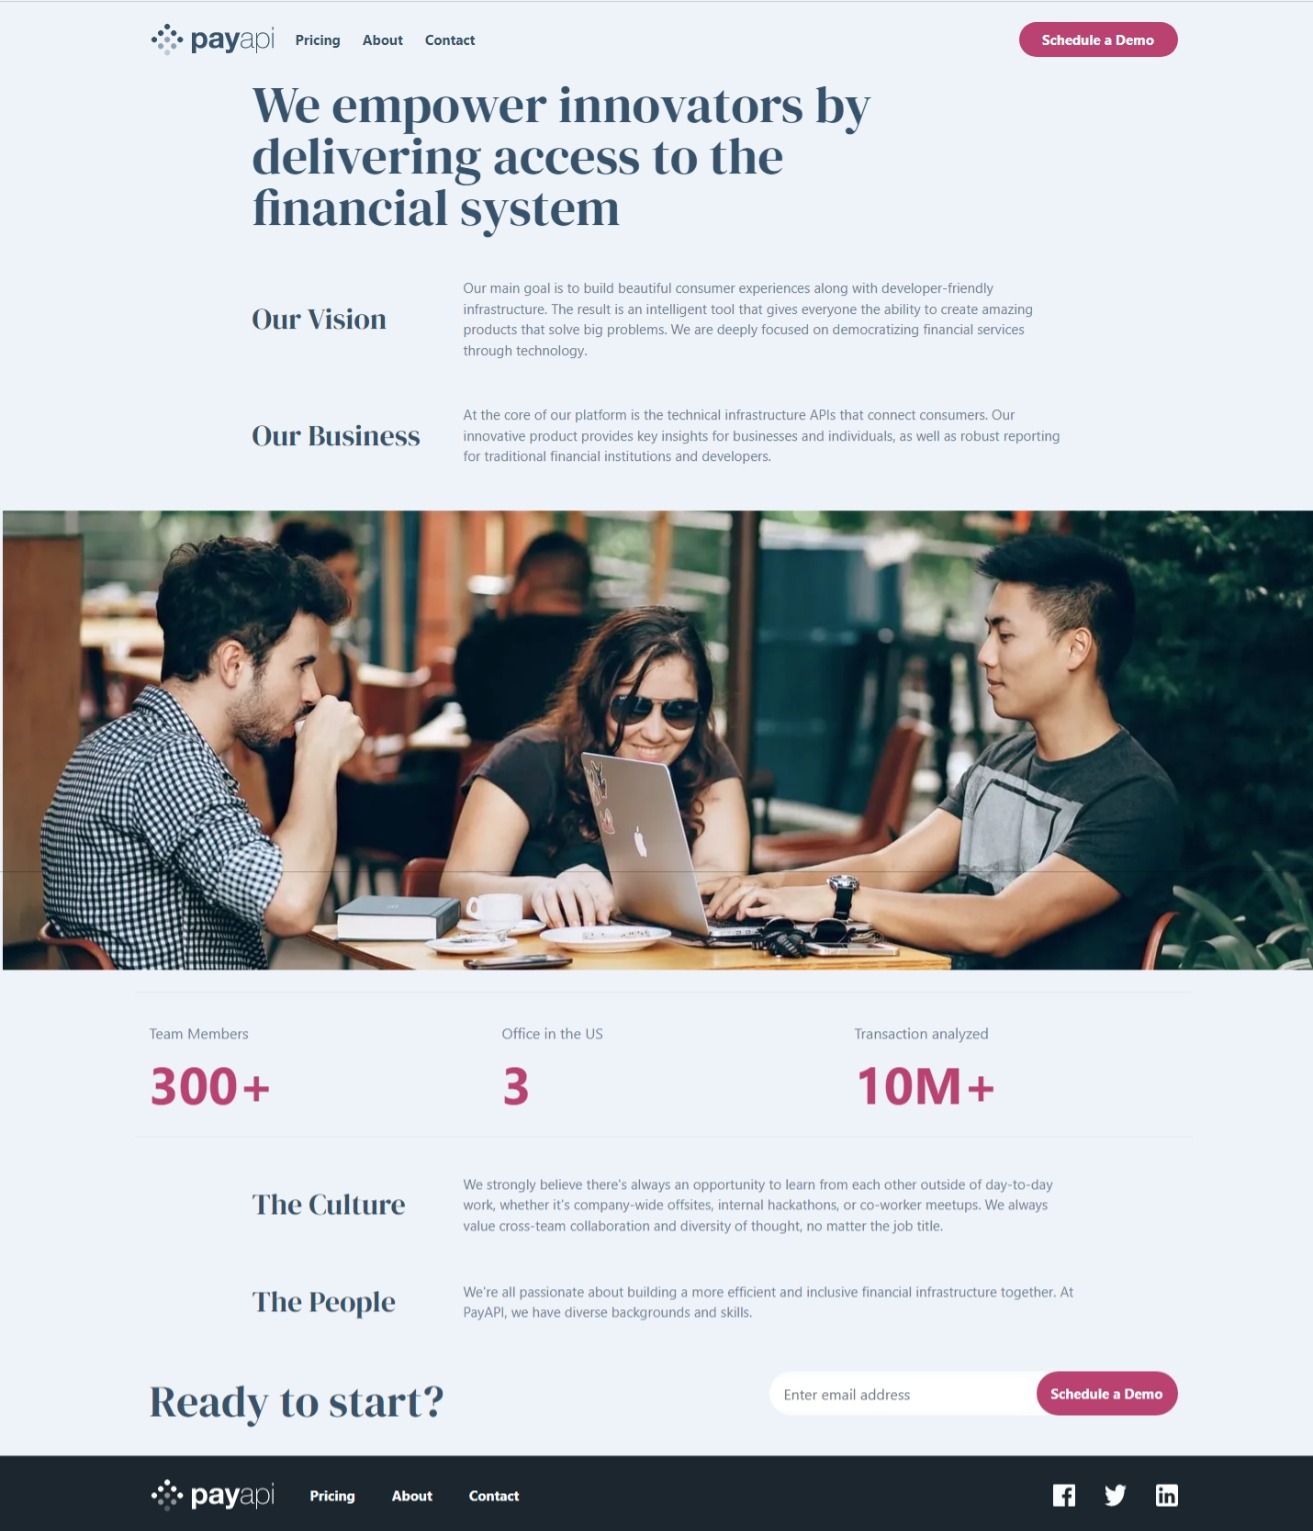 payapi Pricing About Contact Schedule a Demo
We empower innovators by
delivering access to the
financial system
Our Vision
Our main goal is to build beautiful consumer experiences along with developer-friendly
infrastructure. The result is an intelligent tool that gives everyone the ability to create amazing
products that solve big problems. We are deeply focused on democratizing financial services
through technology.
Our Business
At the core of our platform is the technical infrastructure APIs that connect consumers. Our
innovative product provides key insights for businesses and individuals, as well as robust reporting
for traditional financial institutions and developers.
Team Members
300+
Office in the US
3
Transaction analyzed
10M+
The Culture
We strongly believe there's always an opportunity to learn from each other outside of day-to-day
work, whether it's company-wide offsites, internal hackathons, or co-worker meetups. We always
value cross-team collaboration and diversity of thought, no matter the job title.
The People
We're all passionate about building a more efficient and inclusive financial infrastructure together. At
PayAPI, we have diverse backgrounds and skills.
Ready to start?
Enter email address Schedule a Demo
payapi Pricing About Contact